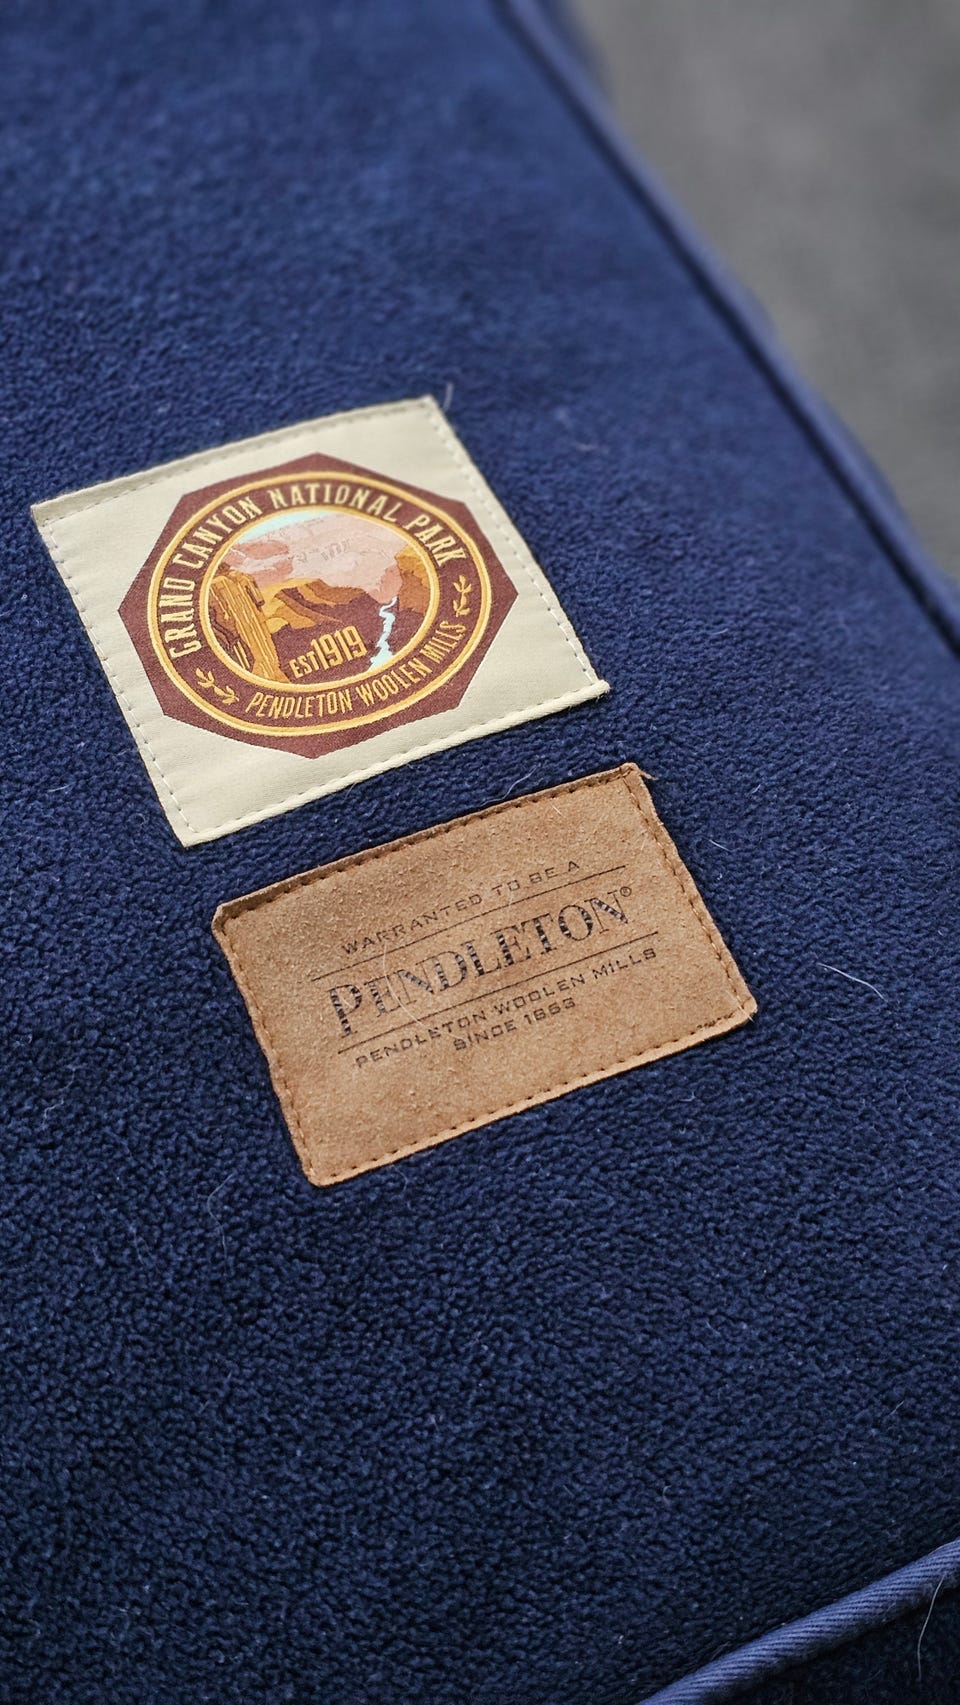 GRAND CANYON NATIONAL PARK
EST 1919
PENDLETON WOOLEN MILLS
WARRANTED TO BE A
PENDLETON®
PENDLETON WOOLEN MILLS
SINCE 1863